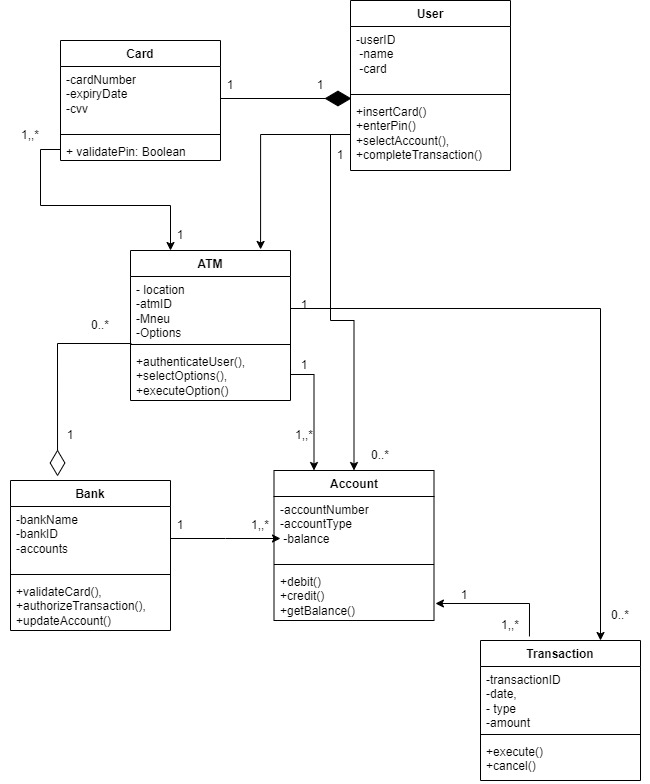 User
-userID
-name
-card
+insertCard()
+enterPin()
+selectAccount(),
+completeTransaction()
Card
-cardNumber
-expiryDate
-cvv
+ validatePin: Boolean
1
1
1,,*
1
1
ATM
- location
-atmID
-Mneu
-Options
+authenticateUser(),
+selectOptions(),
+executeOption()
1
0..*
1
1
1,,*
0..*
Bank
-bankName
-bankID
-accounts
+validateCard(),
+authorizeTransaction(),
+updateAccount()
1
1,,*
Account
-accountNumber
-accountType
-balance
+debit()
+credit()
+getBalance()
1
1,,*
0..*
Transaction
-transactionID
-date,
- type
-amount
+execute()
+cancel()